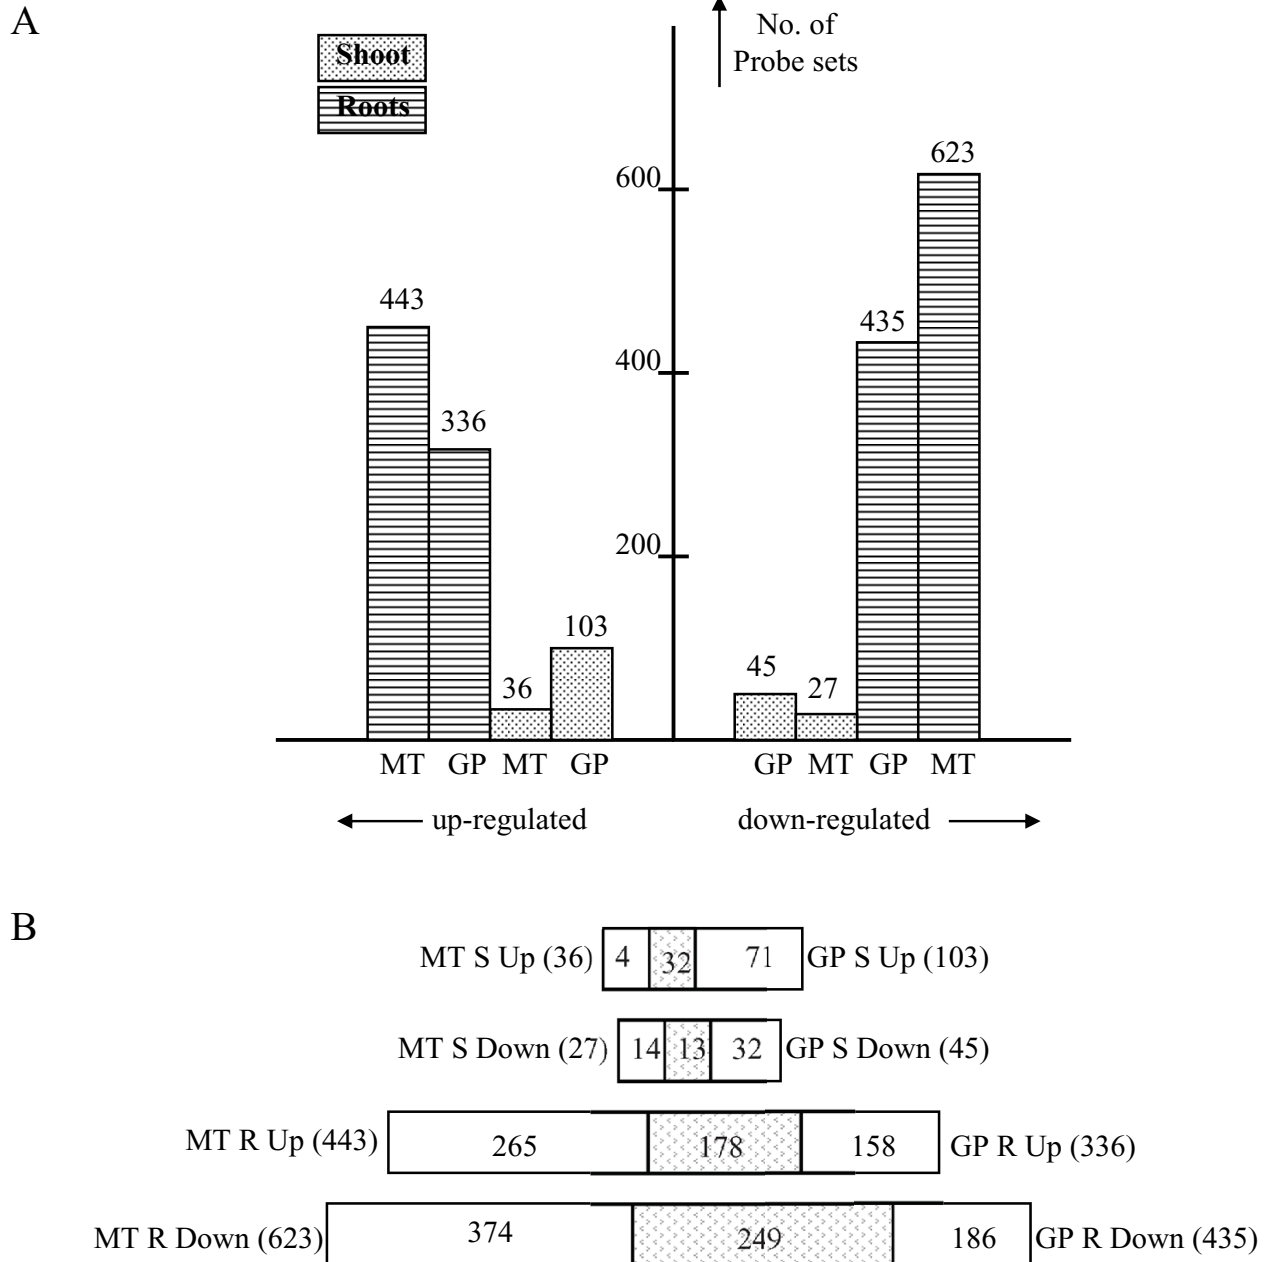 A
Shoot
Roots
No. of
Probe sets
623
600
443
435
400
336
200
103
45
36
27
MT GP MT GP GP MT GP MT
up-regulated down-regulated
B
MT S Up (36) 4 32 71 GP S Up (103)
MT S Down (27) 14 13 32 GP S Down (45)
MT R Up (443) 265 178 158 GP R Up (336)
MT R Down (623) 374 249 186 GP R Down (435)